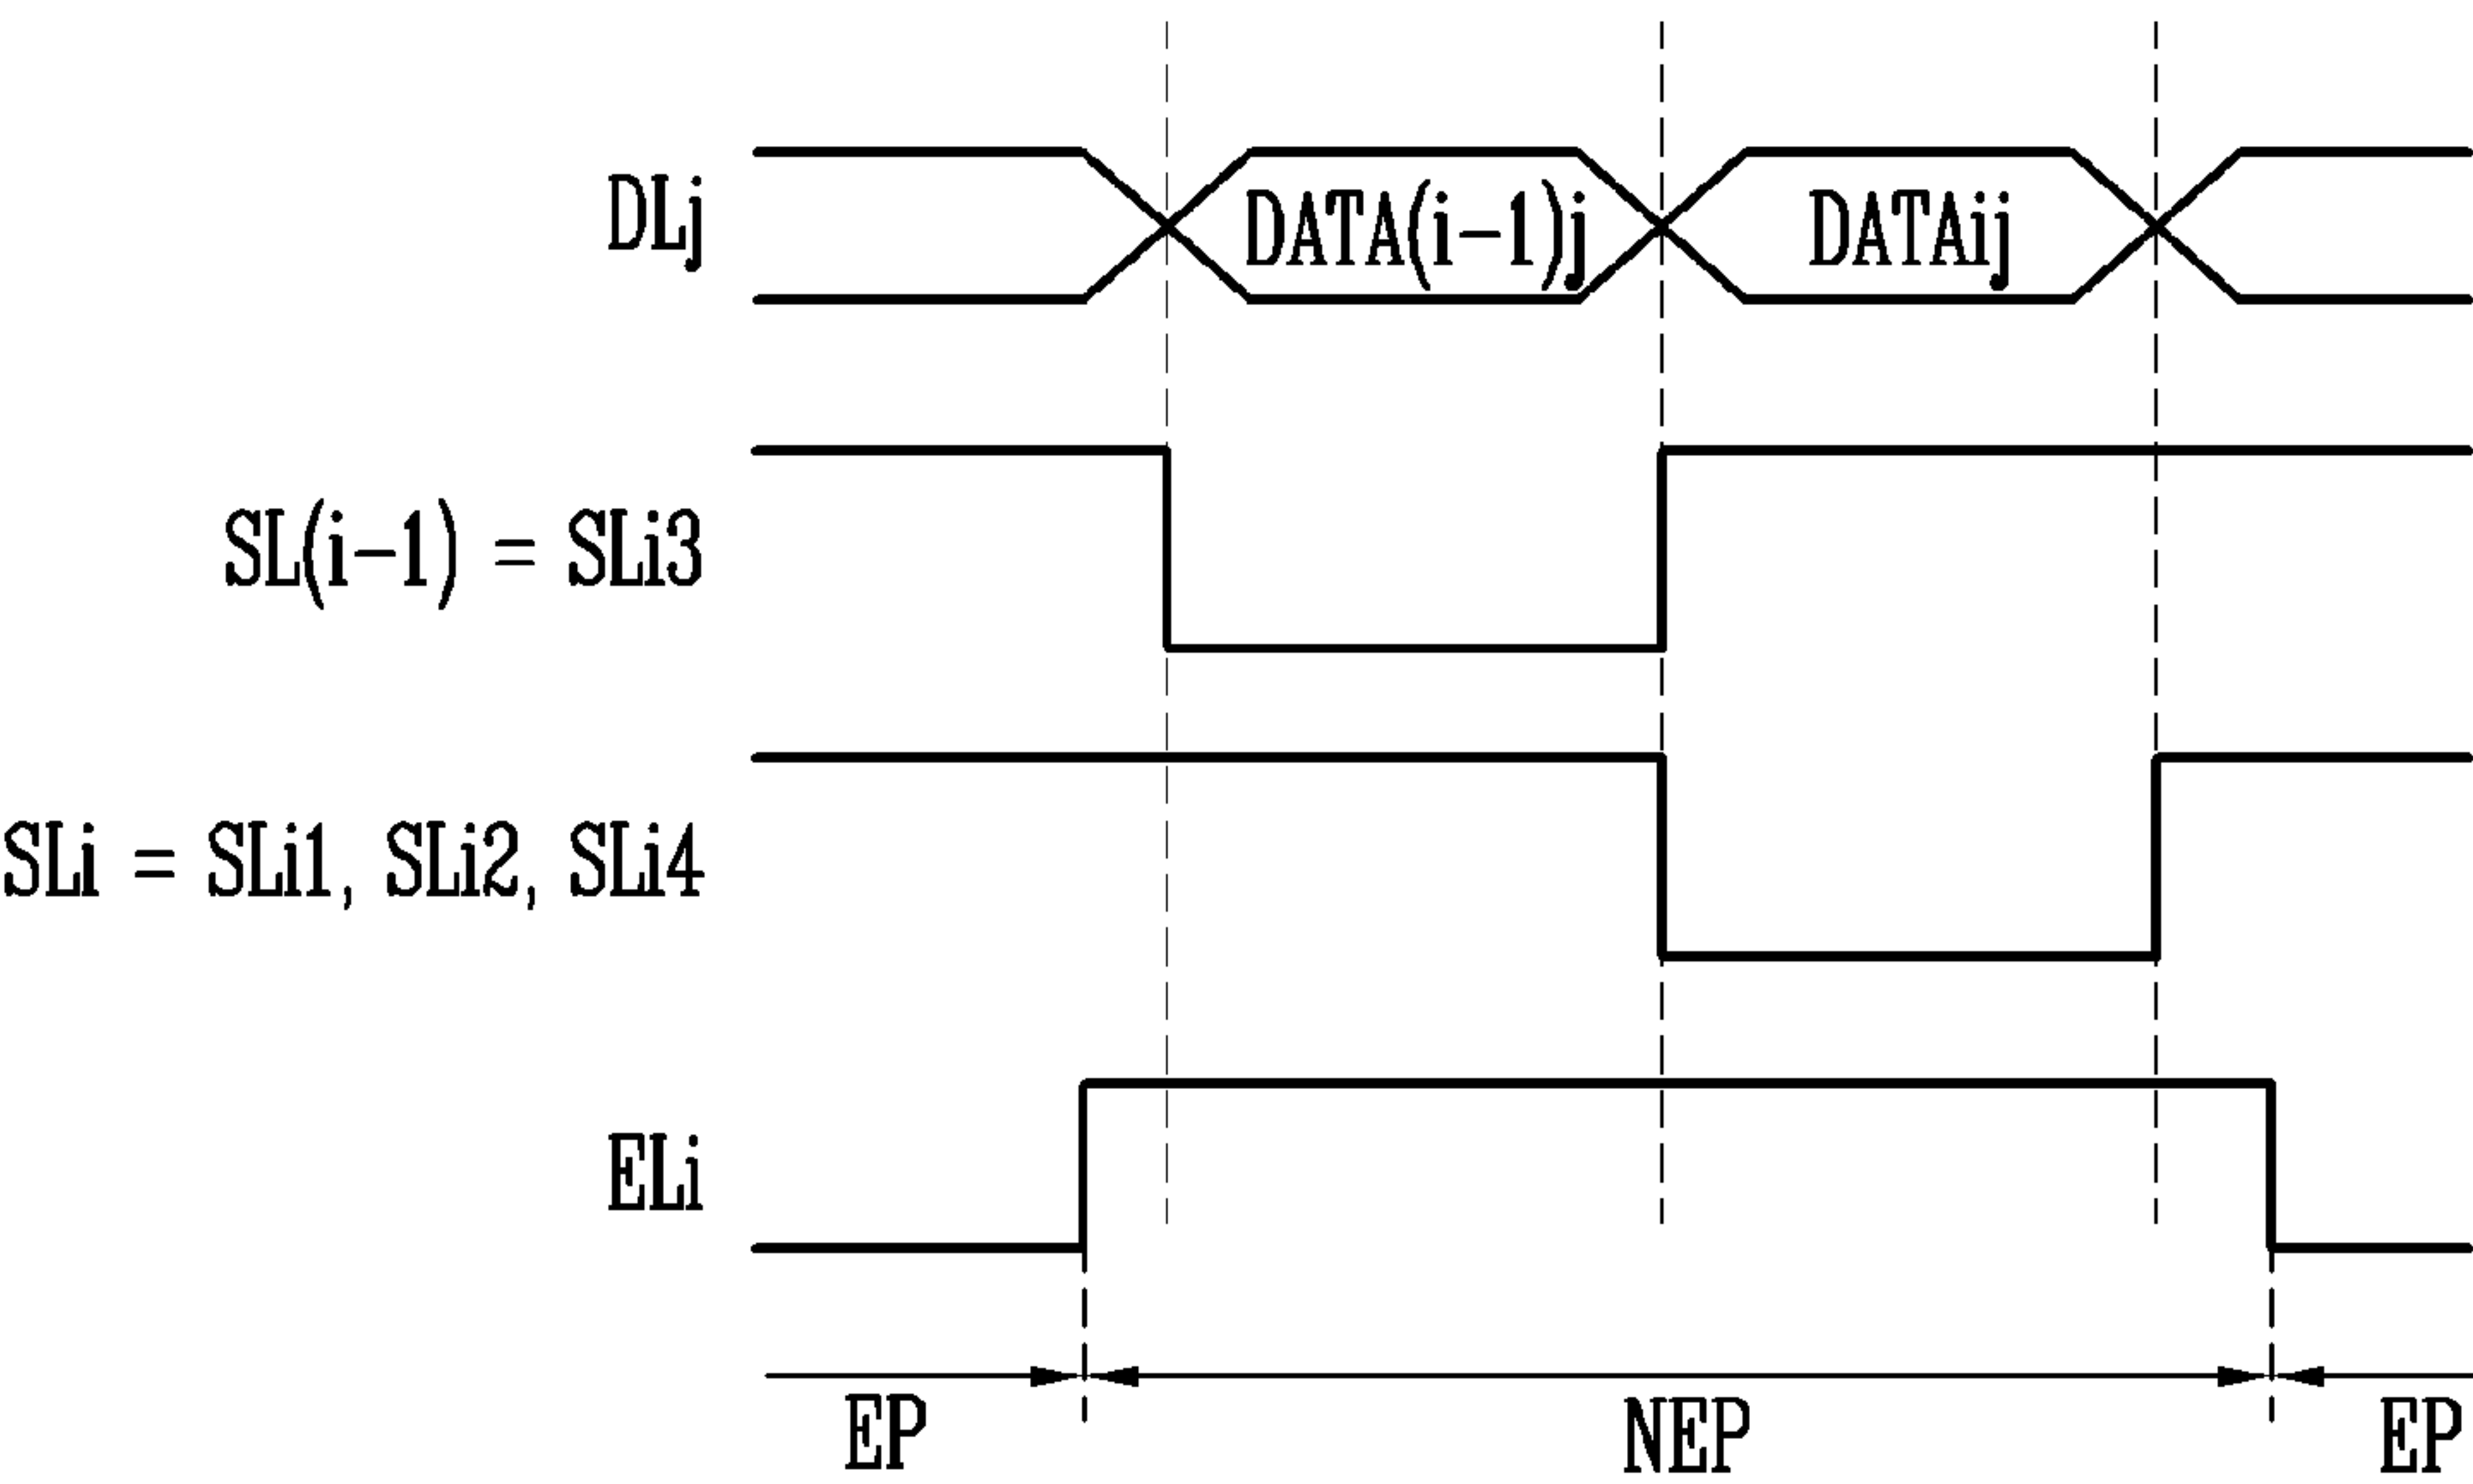 DLj DATA(i-1)j DATAij
SL(i-1) = SLi3
SLi = SLi1, SLi2, SLi4
ELi
EP NEP EP